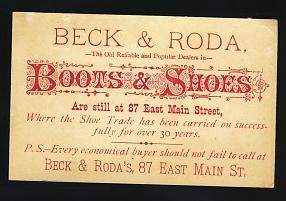 BECK & RODA.
—The Old Reliable and Popular Dealers in—
BOOTS & SHOES
Are still at 87 East Main Street,
Where the Shoe Trade has been carried on success-
fully for over 30 years.
P. S.—Every economical buyer should not fail to call at
BECK & RODA'S, 87 EAST MAIN ST.